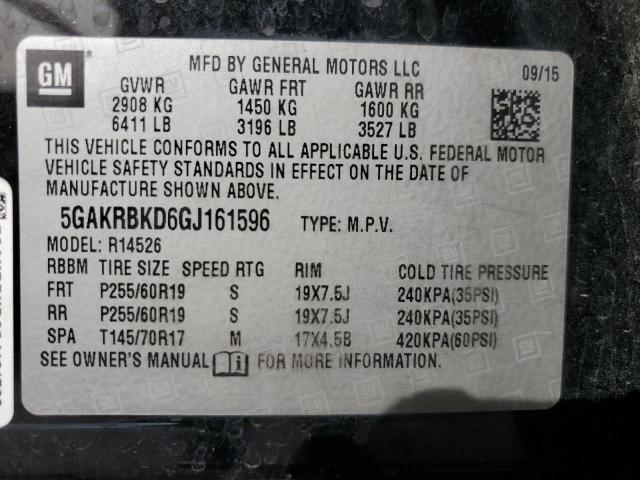 GM
MFD BY GENERAL MOTORS LLC 09/15
GVWR GAWR FRT GAWR RR
2908 KG 1450 KG 1600 KG
6411 LB 3196 LB 3527 LB
THIS VEHICLE CONFORMS TO ALL APPLICABLE U.S. FEDERAL MOTOR
VEHICLE SAFETY STANDARDS IN EFFECT ON THE DATE OF
MANUFACTURE SHOWN ABOVE.
5GAKRBKD6GJ161596 TYPE: M.P.V.
MODEL: R14526
RBBM TIRE SIZE SPEED RTG RIM COLD TIRE PRESSURE
FRT P255/60R19 S 19X7.5J 240KPA(35PSI)
RR P255/60R19 S 19X7.5J 240KPA(35PSI)
SPA T145/70R17 M 17X4.5B 420KPA(60PSI)
SEE OWNER'S MANUAL i FOR MORE INFORMATION.